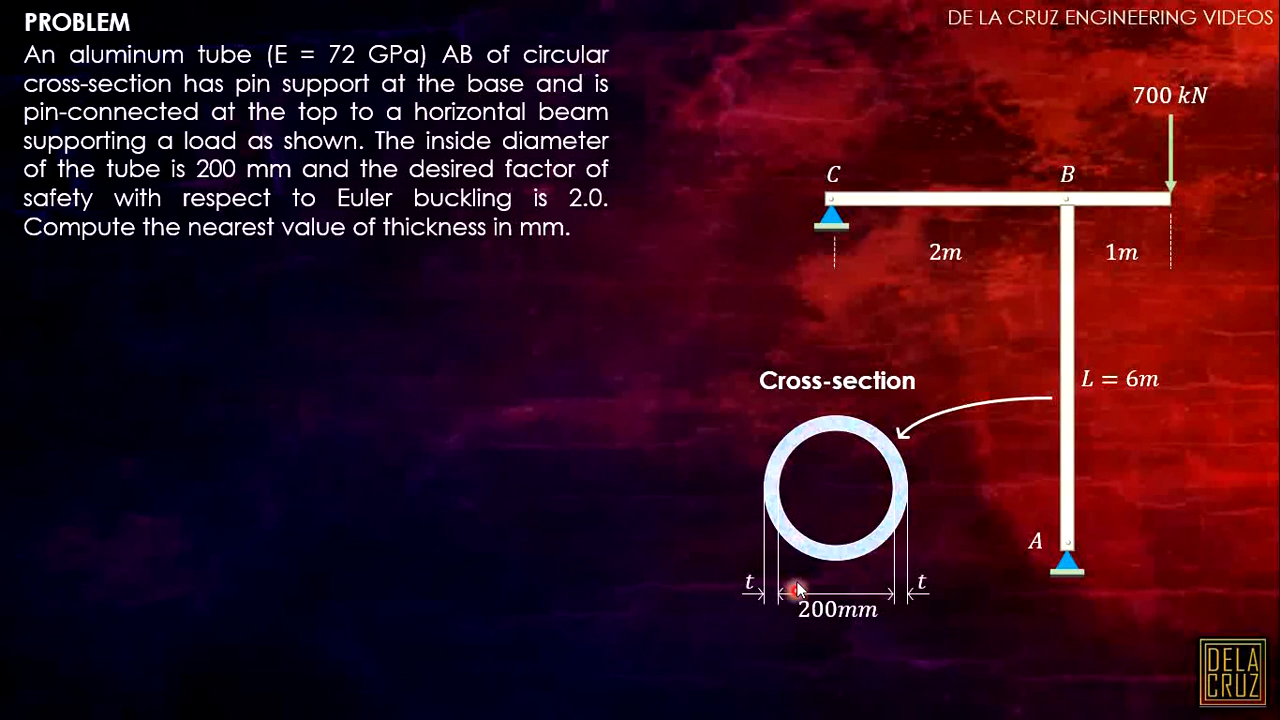 PROBLEM
DE LA CRUZ ENGINEERING VIDEOS
An aluminum tube (E = 72 GPa) AB of circular
cross-section has pin support at the base and is
pin-connected at the top to a horizontal beam
supporting a load as shown. The inside diameter
of the tube is 200 mm and the desired factor of
safety with respect to Euler buckling is 2.0.
Compute the nearest value of thickness in mm.
700 kN
C
B
2m
1m
L = 6m
Cross-section
A
t
t
200mm
DELA
CRUZ